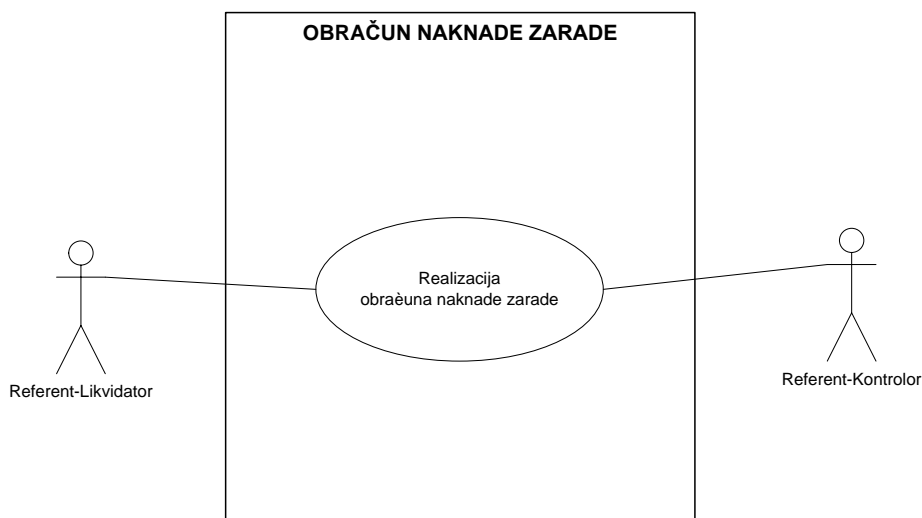 OBRAČUN NAKNADE ZARADE
Realizacija
obraèuna naknade zarade
Referent-Likvidator
Referent-Kontrolor